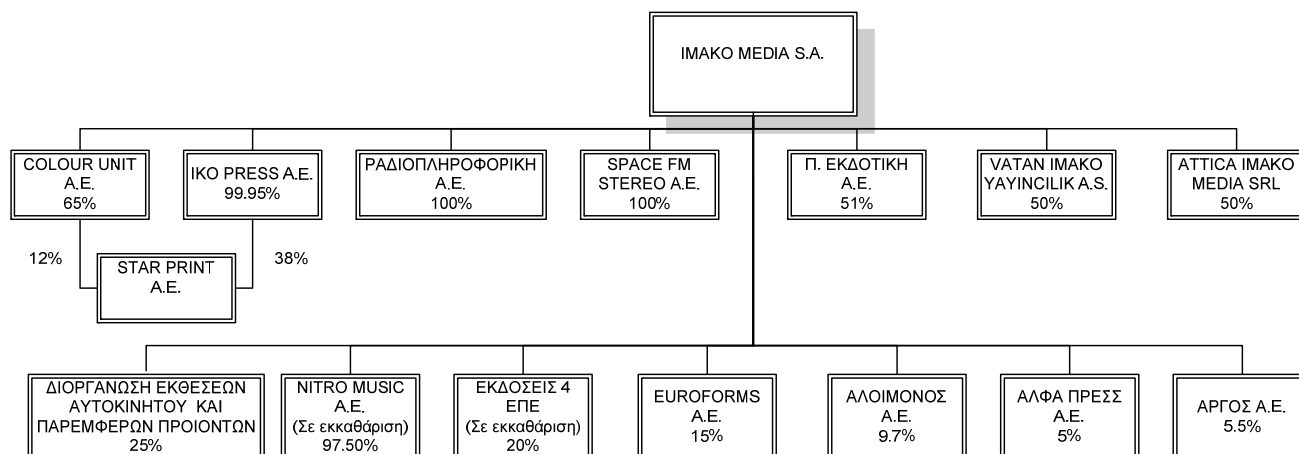 IMAKO MEDIA S.A.
COLOUR UNIT
Α.Ε.
65%
IKO PRESS Α.Ε.
99.95%
ΡΑΔΙΟΠΛΗΡΟΦΟΡΙΚΗ
Α.Ε.
100%
SPACE FM
STEREO Α.Ε.
100%
Π. ΕΚΔΟΤΙΚΗ
Α.Ε.
51%
VATAN IMAKO
YAYINCILIK A.S.
50%
ATTICA IMAKO
MEDIA SRL
50%
12%
38%
STAR PRINT
Α.Ε.
ΔΙΟΡΓΑΝΩΣΗ ΕΚΘΕΣΕΩΝ
ΑΥΤΟΚΙΝΗΤΟΥ ΚΑΙ
ΠΑΡΕΜΦΕΡΩΝ ΠΡΟΙΟΝΤΩΝ
25%
NITRO MUSIC
Α.Ε.
(Σε εκκαθάριση)
97.50%
ΕΚΔΟΣΕΙΣ 4
ΕΠΕ
(Σε εκκαθάριση)
20%
EUROFORMS
Α.Ε.
15%
ΑΛΟΙΜΟΝΟΣ
Α.Ε.
9.7%
ΑΛΦΑ ΠΡΕΣΣ
Α.Ε.
5%
ΑΡΓΟΣ Α.Ε.
5.5%